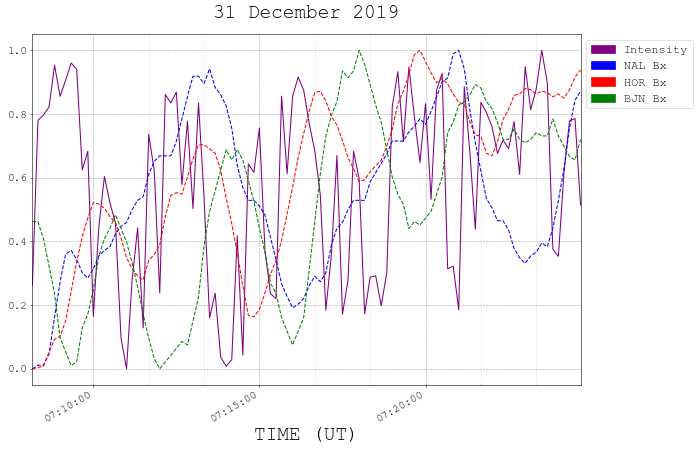 31 December 2019
1.0
0.8
0.6
0.4
0.2
0.0
Intensity
NAL Bx
HOR Bx
BJN Bx
07:10:00
07:15:00
07:20:00
TIME (UT)